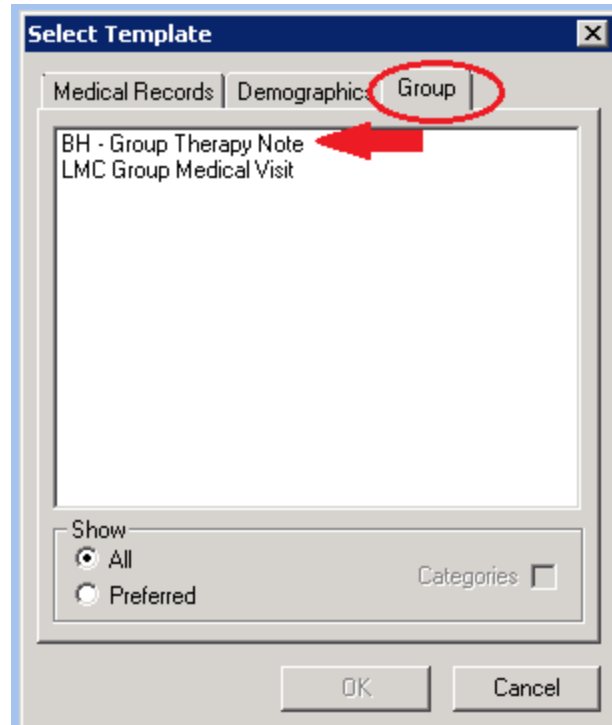 Select Template
Medical Records Demographics Group
BH - Group Therapy Note
LMC Group Medical Visit
Show
All
Categories
Preferred
OK Cancel